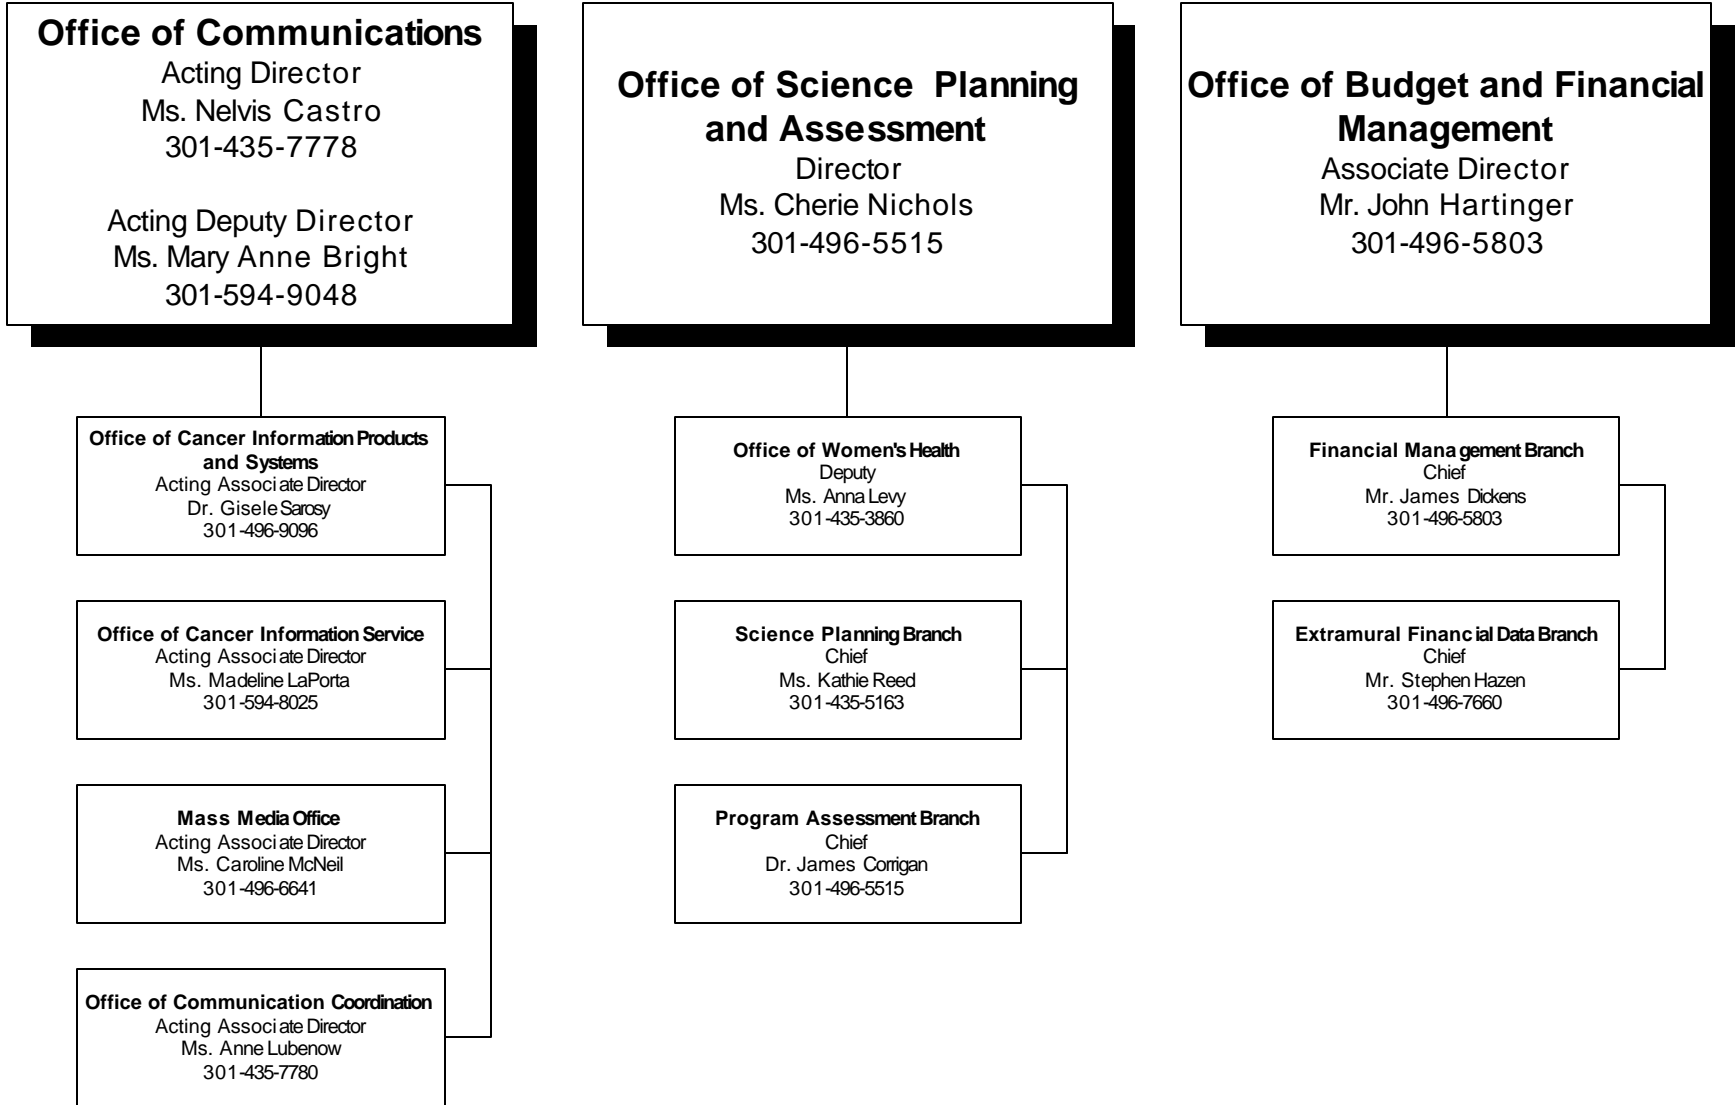 Office of Communications
Acting Director
Ms. Nelvis Castro
301-435-7778
Acting Deputy Director
Ms. Mary Anne Bright
301-594-9048
Office of Cancer Information Products
and Systems
Acting Associate Director
Dr. Gisele Sarosy
301-496-9096
Office of Cancer Information Service
Acting Associate Director
Ms. Madeline LaPorta
301-594-8025
Mass Media Office
Acting Associate Director
Ms. Caroline McNeil
301-496-6641
Office of Communication Coordination
Acting Associate Director
Ms. Anne Lubenow
301-435-7780
Office of Science Planning
and Assessment
Director
Ms. Cherie Nichols
301-496-5515
Office of Women's Health
Deputy
Ms. Anna Levy
301-435-3860
Science Planning Branch
Chief
Ms. Kathie Reed
301-435-5163
Program Assessment Branch
Chief
Dr. James Corrigan
301-496-5515
Office of Budget and Financial
Management
Associate Director
Mr. John Hartinger
301-496-5803
Financial Management Branch
Chief
Mr. James Dickens
301-496-5803
Extramural Financial Data Branch
Chief
Mr. Stephen Hazen
301-496-7660